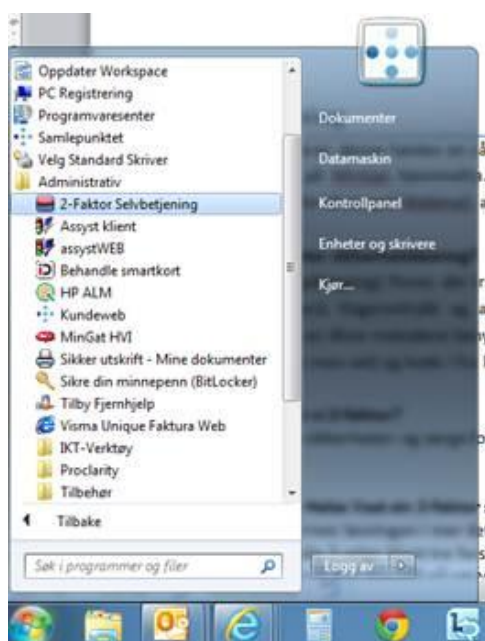 Oppdater Workspace
PC Registrering
Programvaresenter
Samlepunktet
Velg Standard Skriver
Administrativ
2-Faktor Selvbetjening
Assyst klient
assystWEB
Behandle smartkort
HP ALM
Kundeweb
MinGat HVI
Sikker utskrift - Mine dokumenter
Sikre din minnepenn (BitLocker)
Tilby Fjernhjelp
Visma Unique Faktura Web
IKT-Verktøy
Proclarity
Tilbehør
Tilbake
Søk i programmer og filer
Dokumenter
Datamaskin
Kontrollpanel
Enheter og skrivere
Kjør...
Logg av